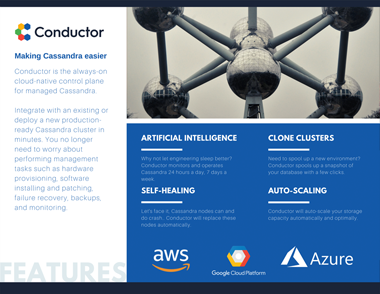 Conductor
Making Cassandra easier
Conductor is the always-on
cloud-native control plane
for managed Cassandra.
Integrate with an existing or
deploy a new production-
ready Cassandra cluster in
minutes. You no longer
need to worry about
performing management
tasks such as hardware
provisioning, software
installing and patching,
failure recovery, backups,
and monitoring.
FEATURES
ARTIFICIAL INTELLIGENCE
Why not let engineering sleep better?
Conductor monitors and operates
Cassandra 24 hours a day, 7 days a
week.
CLONE CLUSTERS
Need to spool up a new environment?
Conductor spools up a snapshot of
your database with a few clicks.
SELF-HEALING
Let's face it, Cassandra nodes can and
do crash. Conductor will replace these
nodes automatically.
AUTO-SCALING
Conductor will auto-scale your storage
capacity automatically and optimally.
aws
Google Cloud Platform
Azure